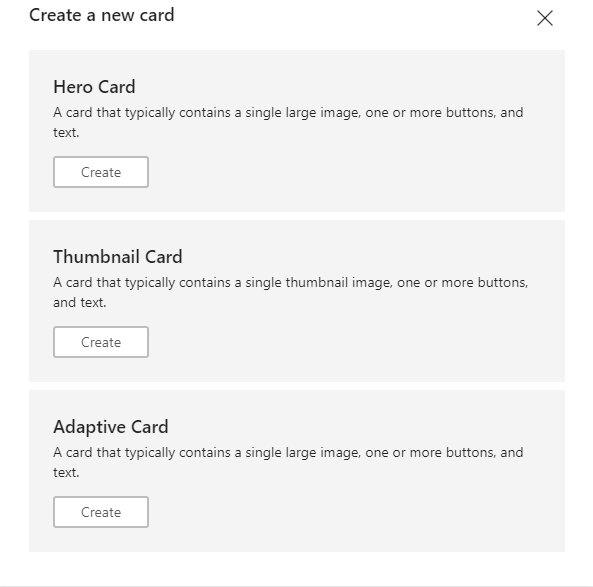 Create a new card
Hero Card
A card that typically contains a single large image, one or more buttons, and
text.
Create
Thumbnail Card
A card that typically contains a single thumbnail image, one or more buttons,
and text.
Create
Adaptive Card
A card that typically contains a single large image, one or more buttons, and
text.
Create